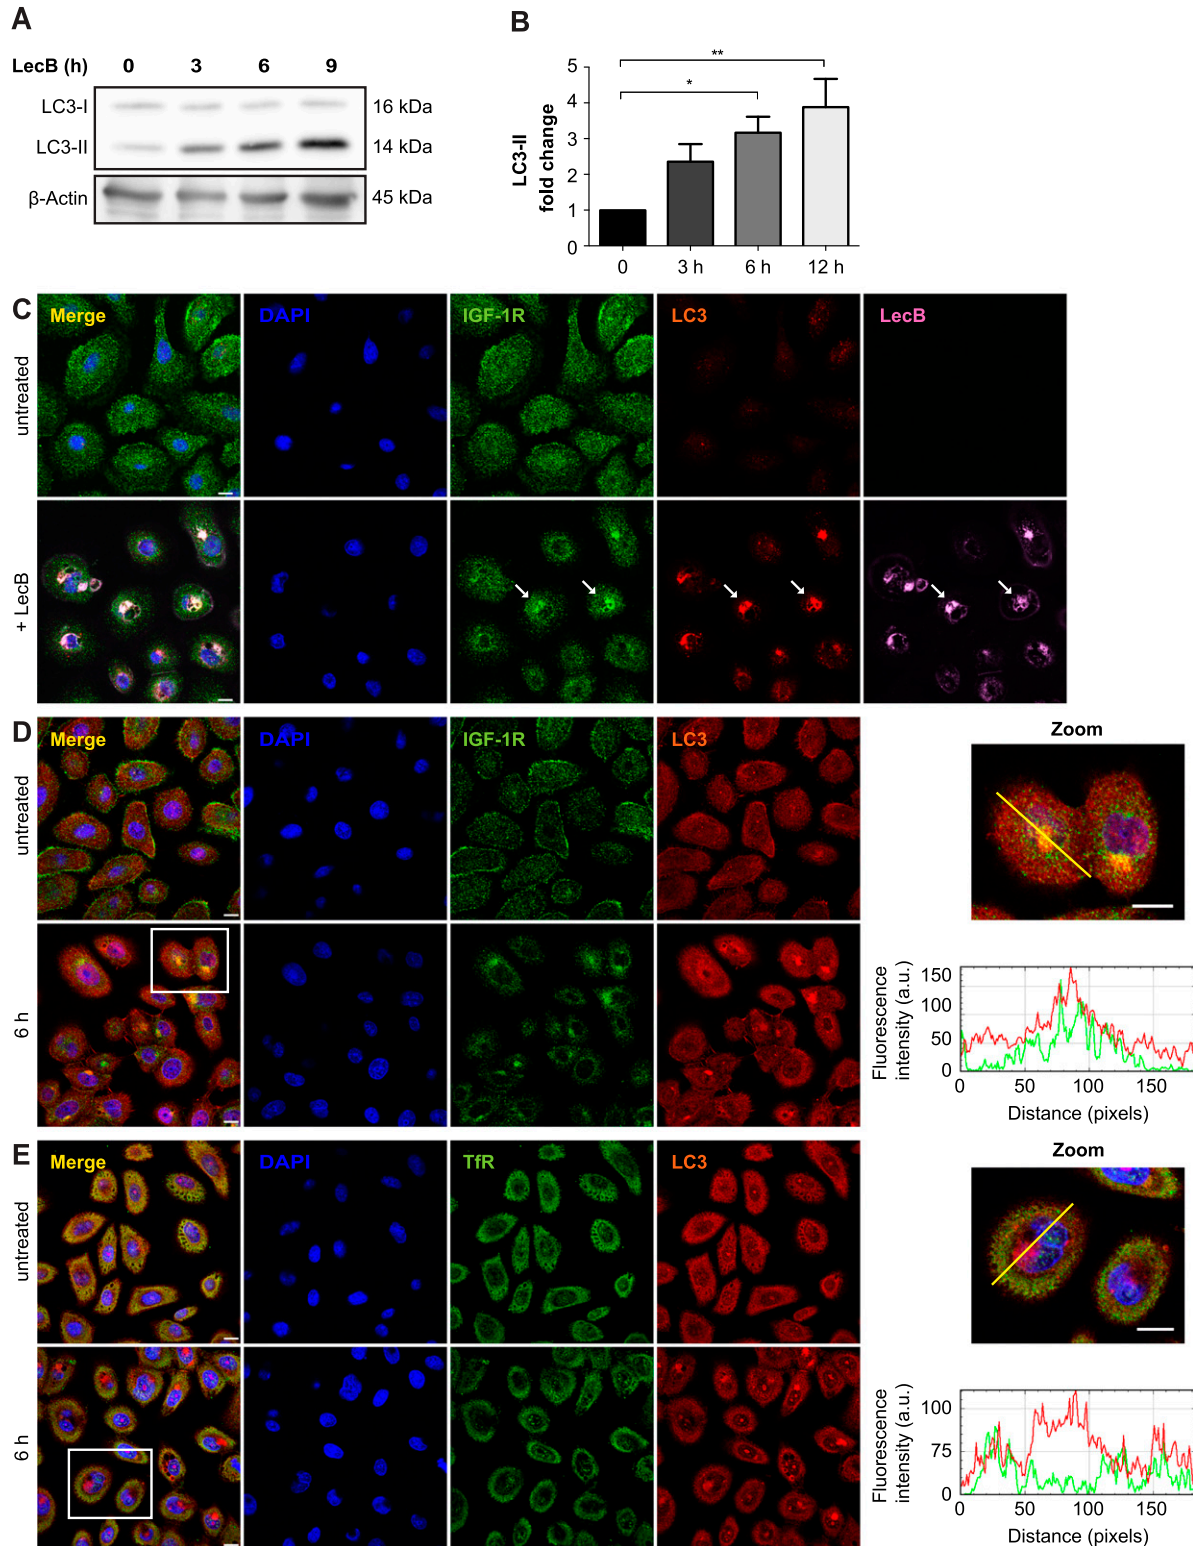 A
LecB (h) 0 3 6 9
LC3-I 16 kDa
LC3-II 14 kDa
β-Actin 45 kDa
B
LC3-II
fold change
5
4
3
2
1
0
*
**
0 3 h 6 h 12 h
C
untreated
Merge DAPI IGF-1R LC3 LecB
+ LecB
D
untreated
Merge DAPI IGF-1R LC3
Zoom
6 h
Fluorescence
intensity (a.u.)
150
100
50
0
0 50 100 150
Distance (pixels)
E
untreated
Merge DAPI TfR LC3
Zoom
6 h
Fluorescence
intensity (a.u.)
100
75
0
0 50 100 150
Distance (pixels)